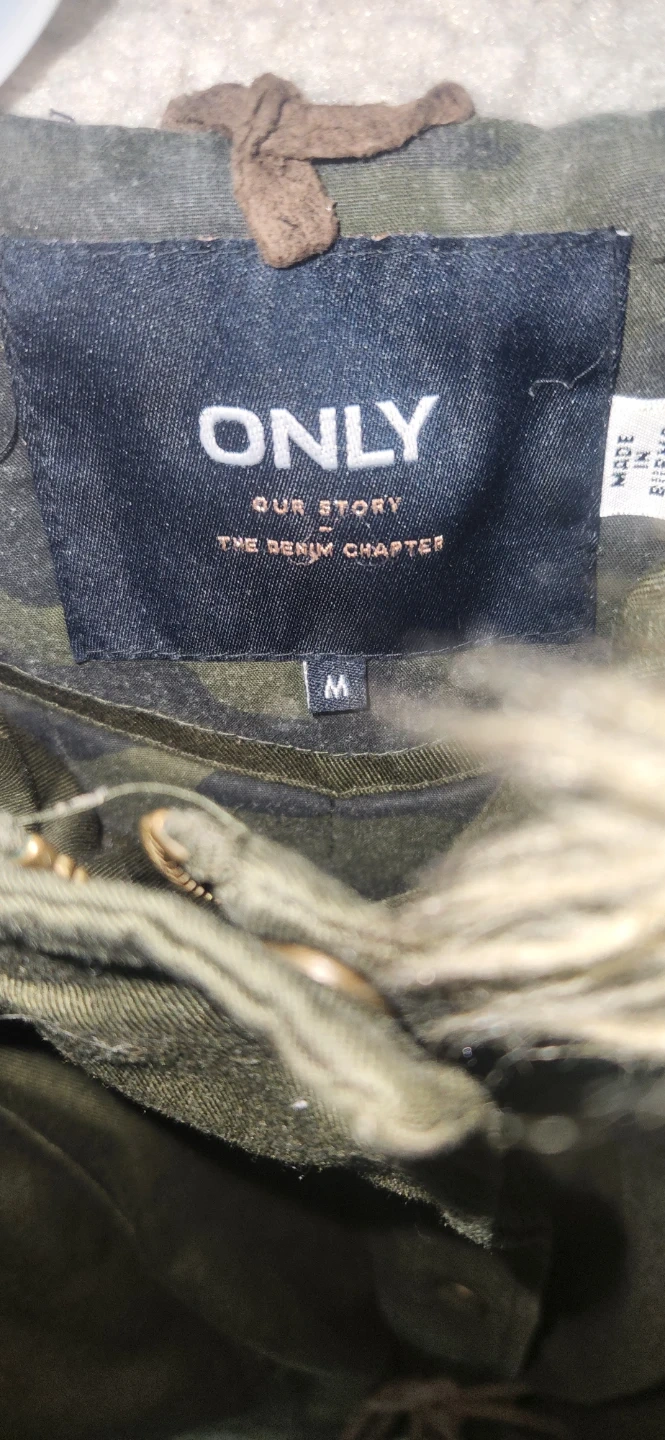 ONLY
OUR STORY
THE DENIM CHAPTER
M
MADE
IN